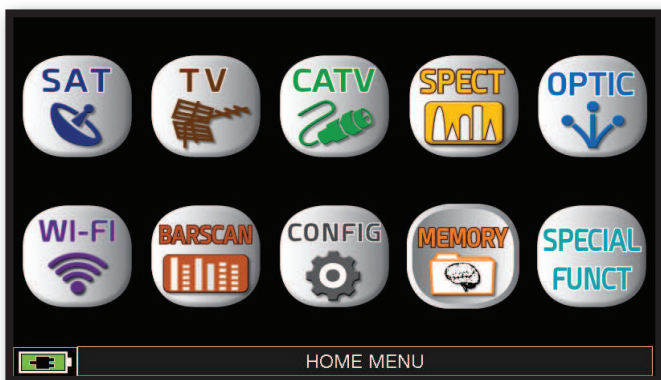 SAT TV CATV SPECT OPTIC
WI-FI BARSCAN CONFIG MEMORY SPECIAL FUNCT
HOME MENU